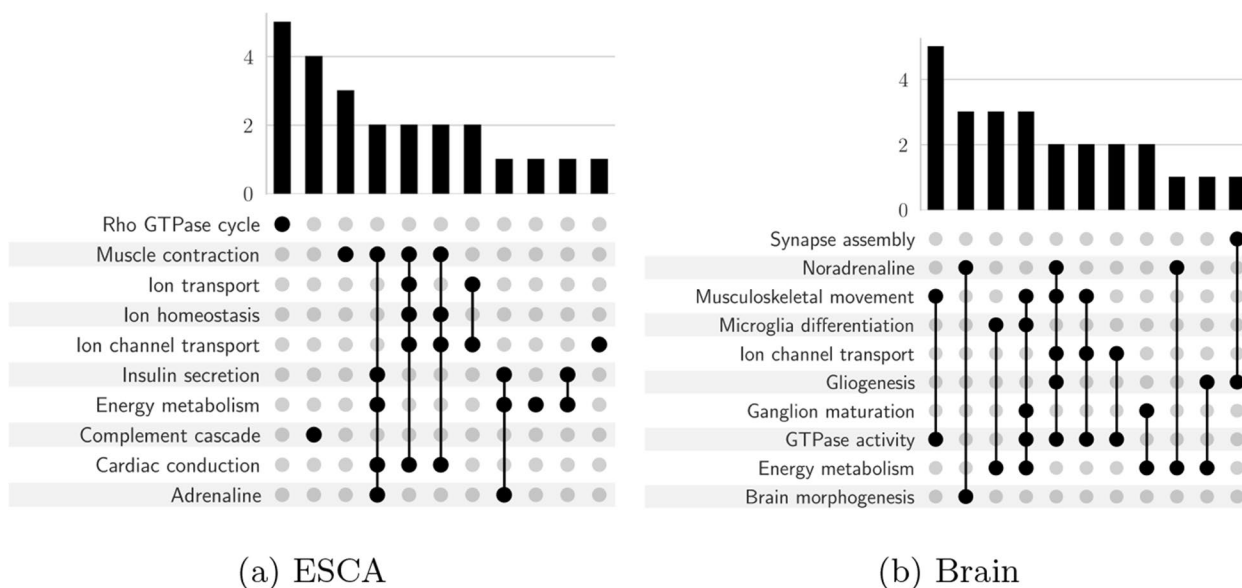 4
2
0
Rho GTPase cycle
Muscle contraction
Ion transport
Ion homeostasis
Ion channel transport
Insulin secretion
Energy metabolism
Complement cascade
Cardiac conduction
Adrenaline
(a) ESCA
4
2
0
Synapse assembly
Noradrenaline
Musculoskeletal movement
Microglia differentiation
Ion channel transport
Gliogenesis
Ganglion maturation
GTPase activity
Energy metabolism
Brain morphogenesis
(b) Brain